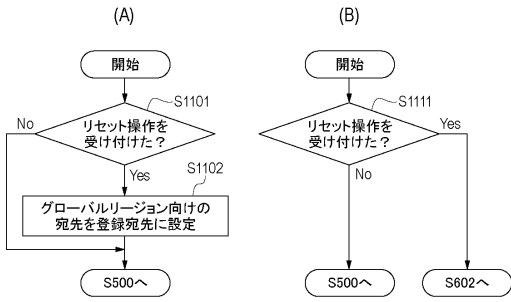 (A)
開始
S1101
リセット操作を
受け付けた？
No
Yes
S1102
グローバルリージョン向けの
宛先を登録宛先に設定
S500へ
(B)
開始
S1111
リセット操作を
受け付けた？
Yes
No
S500へ
S602へ